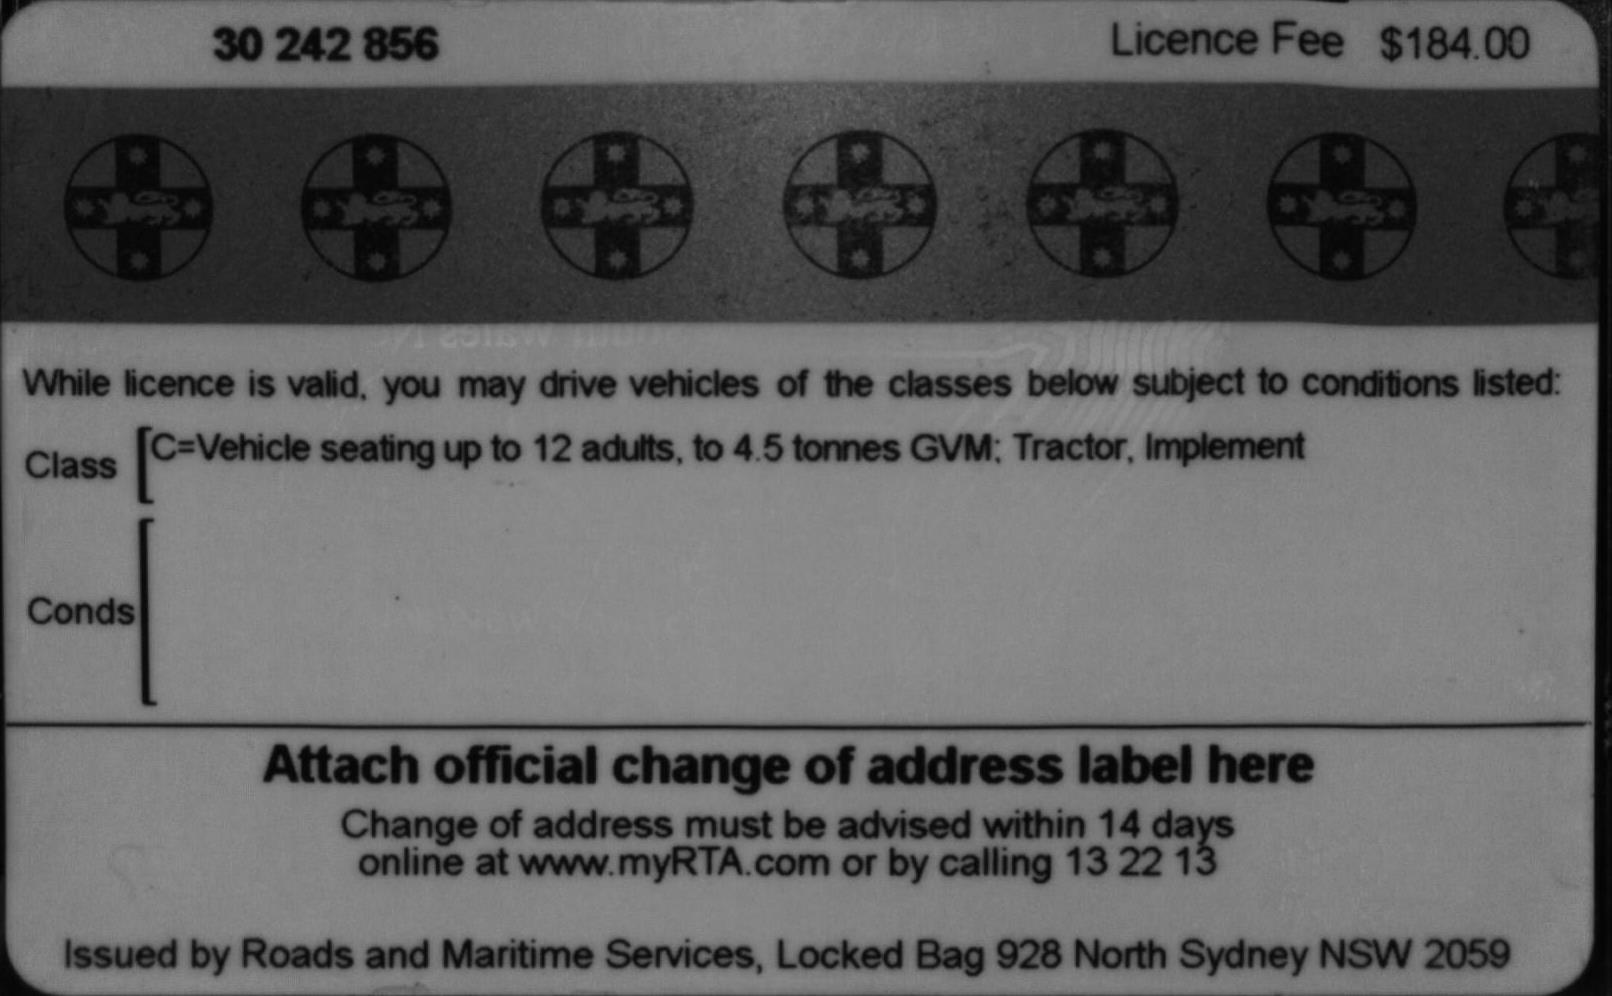 30 242 856 Licence Fee $184.00
While licence is valid, you may drive vehicles of the classes below subject to conditions listed:
Class [C=Vehicle seating up to 12 adults, to 4.5 tonnes GVM; Tractor, Implement
Conds [
Attach official change of address label here
Change of address must be advised within 14 days
online at www.myRTA.com or by calling 13 22 13
Issued by Roads and Maritime Services, Locked Bag 928 North Sydney NSW 2059